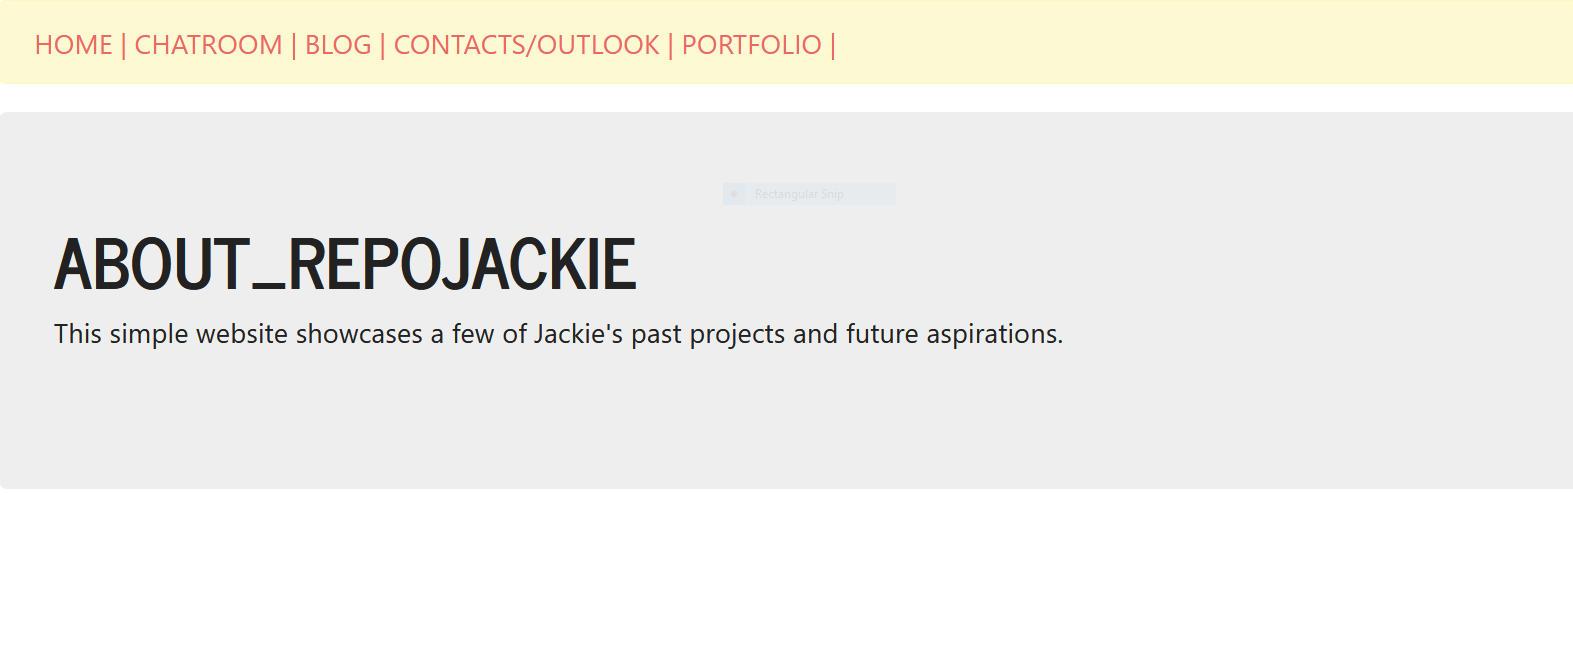 HOME | CHATROOM | BLOG | CONTACTS/OUTLOOK | PORTFOLIO |
Rectangular Snip
ABOUT_REPOJACKIE
This simple website showcases a few of Jackie's past projects and future aspirations.